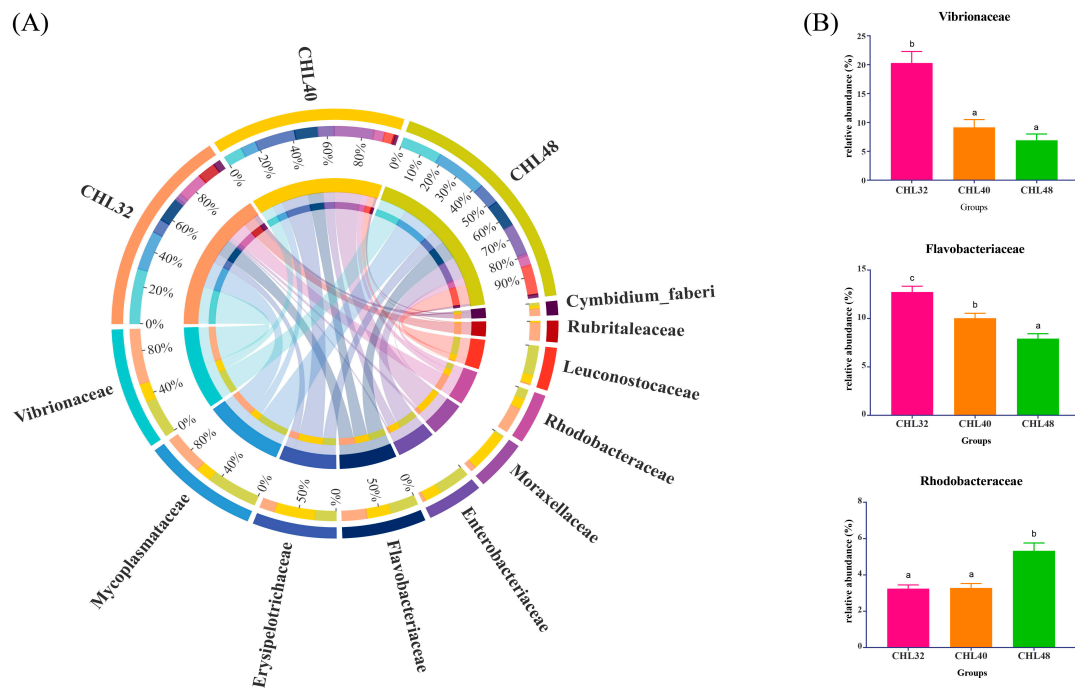 (A)
CHL32
CHL40
CHL48
Cymbidium_faberi
Rubritaleaceae
Leuconostocaceae
Rhodobacteraceae
Moraxellaceae
Enterobacteriaceae
Flavobacteriaceae
Erysipelotrichaceae
Mycoplasmataceae
Vibrionaceae
0%
20%
40%
60%
80%
0%
20%
40%
60%
80%
0%
10%
20%
30%
40%
50%
60%
70%
80%
90%
0%
50%
0%
50%
0%
40%
80%
0%
40%
80%
(B)
Vibrionaceae
relative abundance (%)
25
20
15
10
5
0
b
a
a
CHL32
CHL40
CHL48
Groups
Flavobacteriaceae
relative abundance (%)
15
10
5
0
c
b
a
CHL32
CHL40
CHL48
Groups
Rhodobacteraceae
relative abundance (%)
8
6
4
2
0
a
a
b
CHL32
CHL40
CHL48
Groups